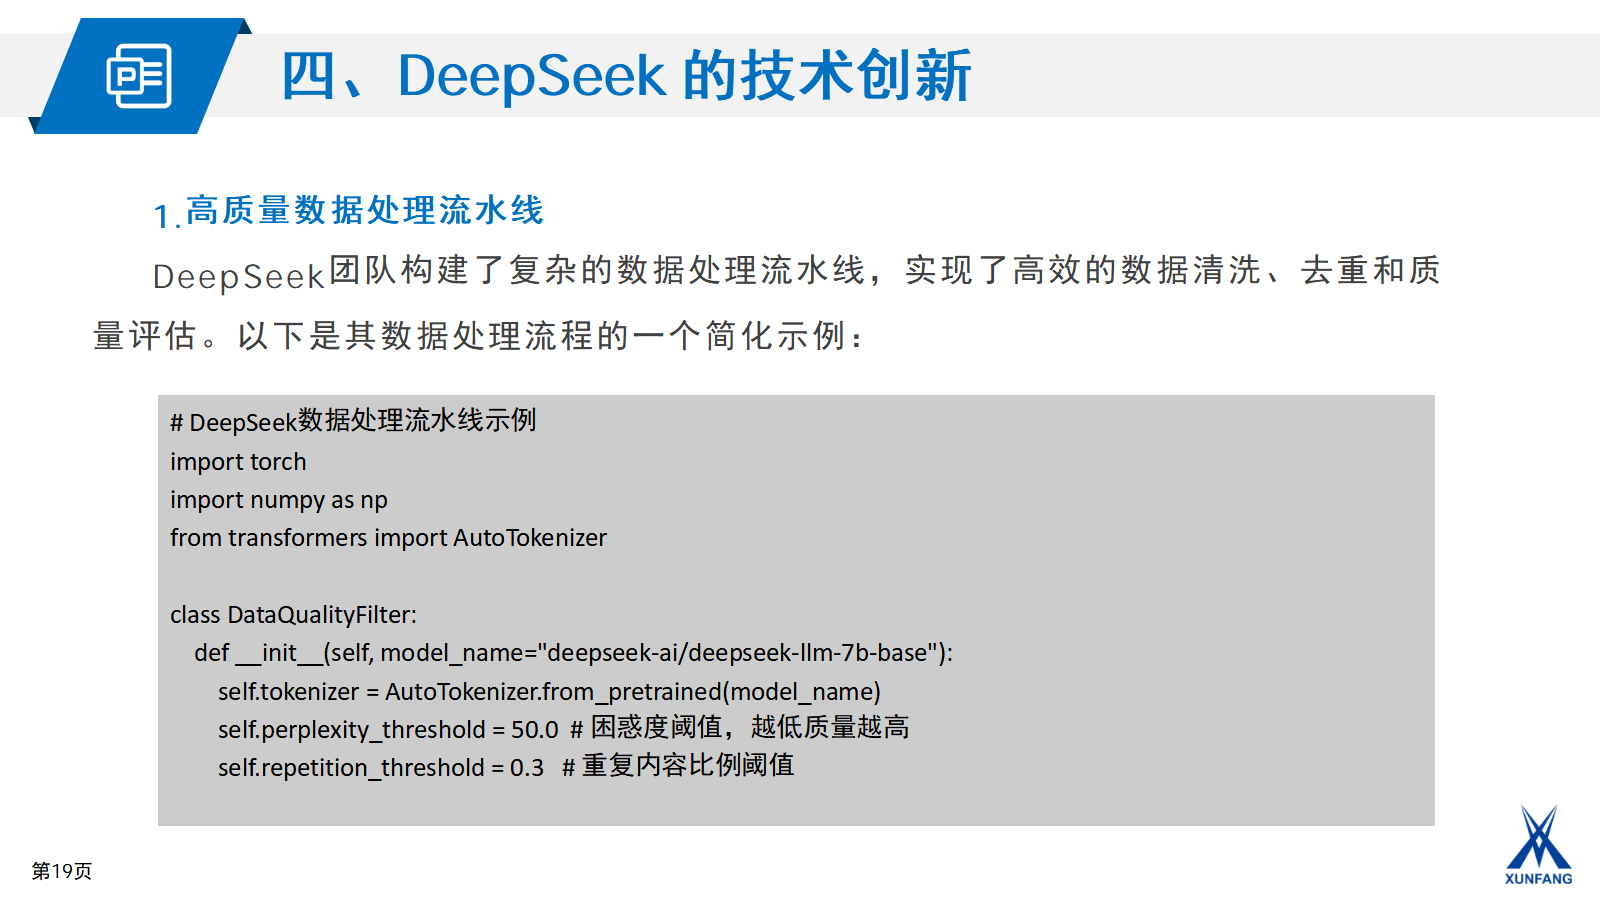 四、DeepSeek 的技术创新
1.高质量数据处理流水线
DeepSeek团队构建了复杂的数据处理流水线，实现了高效的数据清洗、去重和质
量评估。以下是其数据处理流程的一个简化示例：
# DeepSeek数据处理流水线示例
import torch
import numpy as np
from transformers import AutoTokenizer
class DataQualityFilter:
    def __init__(self, model_name="deepseek-ai/deepseek-llm-7b-base"):
        self.tokenizer = AutoTokenizer.from_pretrained(model_name)
        self.perplexity_threshold = 50.0  # 困惑度阈值，越低质量越高
        self.repetition_threshold = 0.3   # 重复内容比例阈值
第19页
XUNFANG